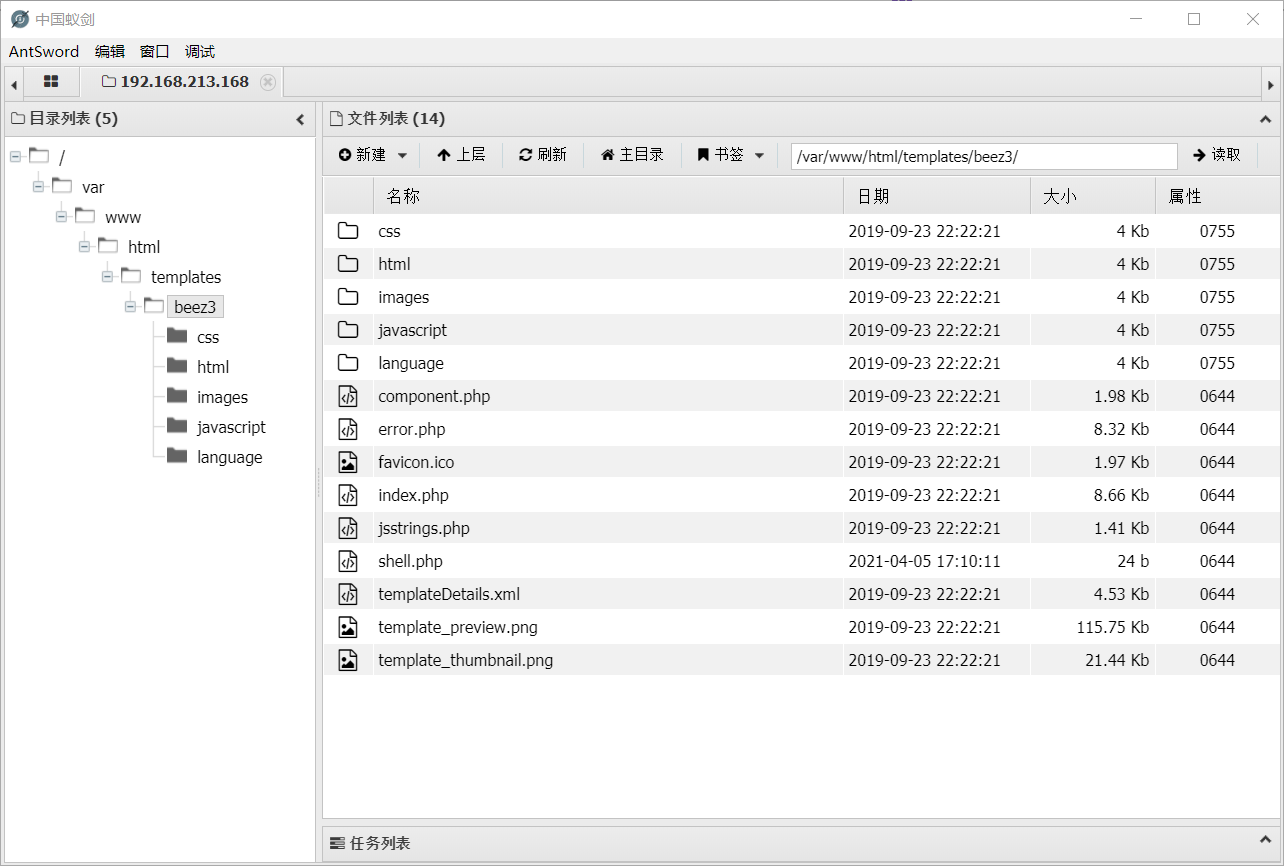 中国蚁剑
AntSword 编辑 窗口 调试
192.168.213.168
目录列表 (5)
/
var
www
html
templates
beez3
css
html
images
javascript
language
文件列表 (14)
新建 上层 刷新 主目录 书签 /var/www/html/templates/beez3/ 读取
名称 日期 大小 属性
css 2019-09-23 22:22:21 4 Kb 0755
html 2019-09-23 22:22:21 4 Kb 0755
images 2019-09-23 22:22:21 4 Kb 0755
javascript 2019-09-23 22:22:21 4 Kb 0755
language 2019-09-23 22:22:21 4 Kb 0755
component.php 2019-09-23 22:22:21 1.98 Kb 0644
error.php 2019-09-23 22:22:21 8.32 Kb 0644
favicon.ico 2019-09-23 22:22:21 1.97 Kb 0644
index.php 2019-09-23 22:22:21 8.66 Kb 0644
jsstrings.php 2019-09-23 22:22:21 1.41 Kb 0644
shell.php 2021-04-05 17:10:11 24 b 0644
templateDetails.xml 2019-09-23 22:22:21 4.53 Kb 0644
template_preview.png 2019-09-23 22:22:21 115.75 Kb 0644
template_thumbnail.png 2019-09-23 22:22:21 21.44 Kb 0644
任务列表